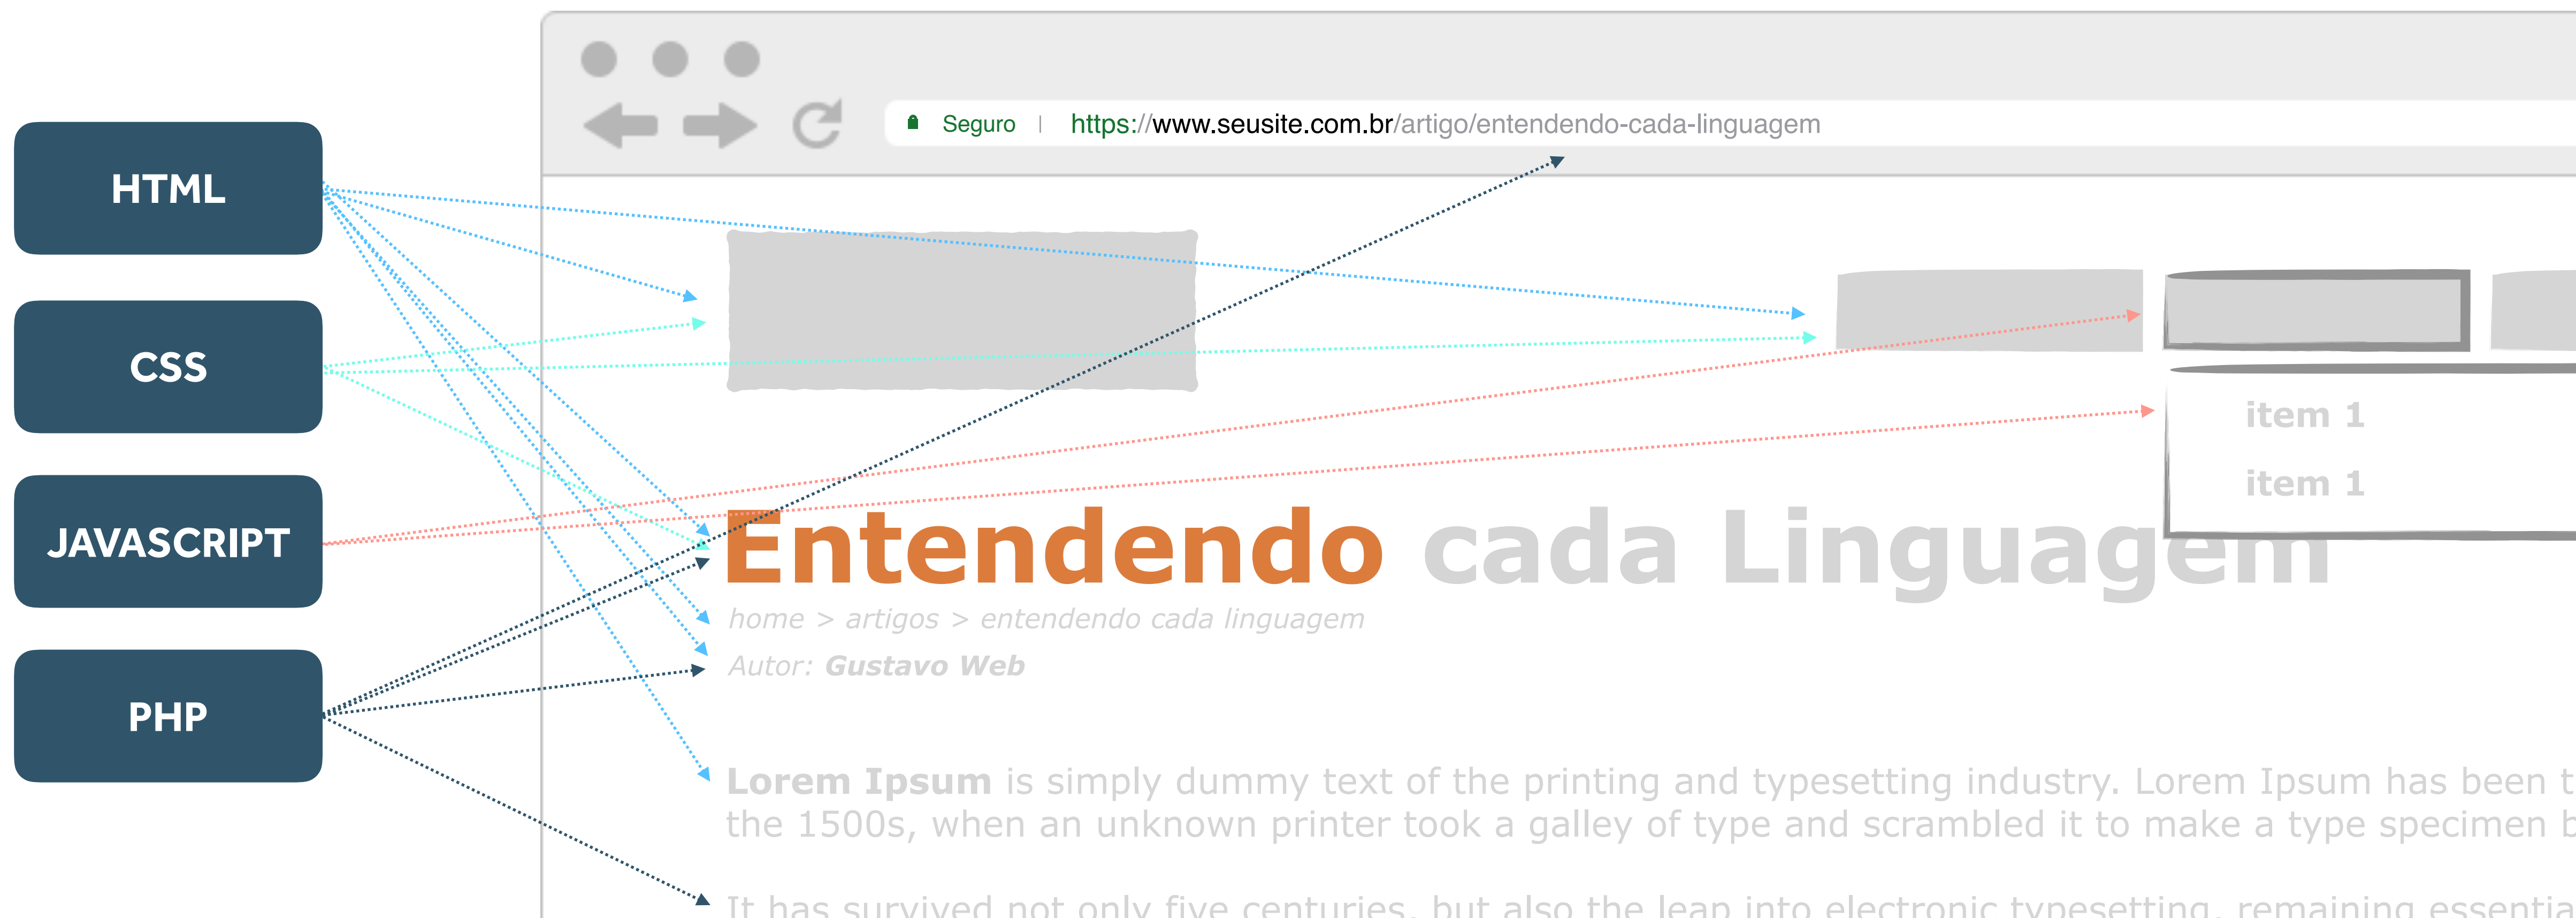 HTML
CSS
JAVASCRIPT
PHP
Seguro | https://www.seusite.com.br/artigo/entendendo-cada-linguagem
item 1
item 1
Entendendo cada Linguagem
home > artigos > entendendo cada linguagem
Autor: Gustavo Web
Lorem Ipsum is simply dummy text of the printing and typesetting industry. Lorem Ipsum has been
the 1500s, when an unknown printer took a galley of type and scrambled it to make a type specimen
It has survived not only five centuries, but also the leap into electronic typesetting, remaining